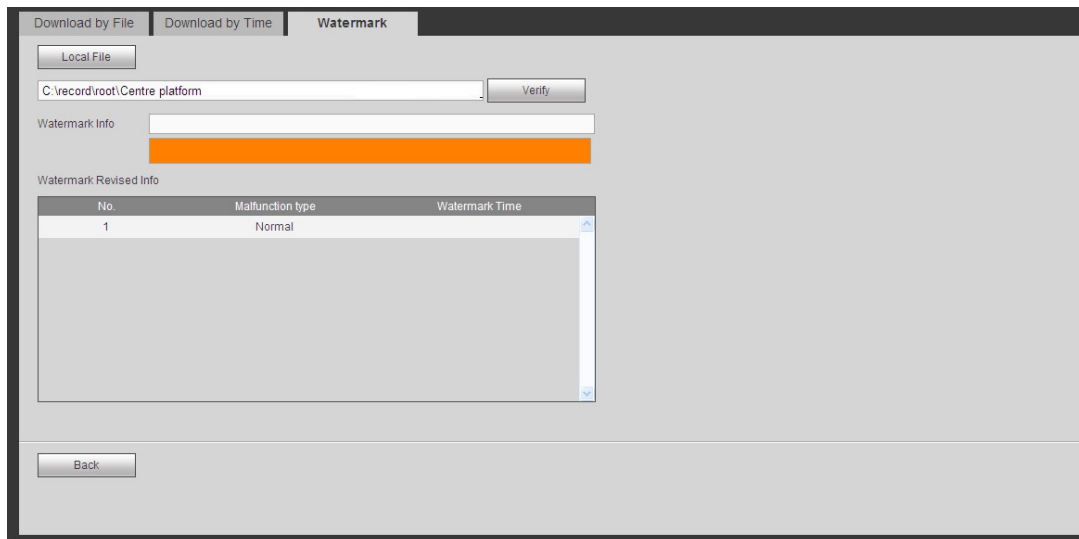 Download by File Download by Time Watermark
Local File
C:\record\root\Centre platform Verify
Watermark Info
Watermark Revised Info
No. Malfunction type Watermark Time
1 Normal
Back